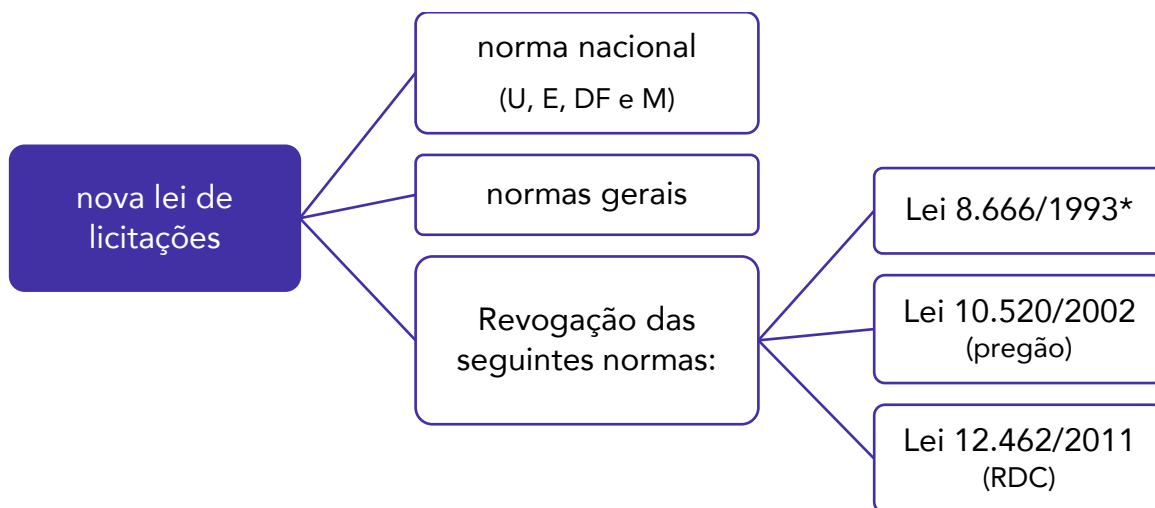 nova lei de
licitações
norma nacional
(U, E, DF e M)
normas gerais
Revogação das
seguintes normas:
Lei 8.666/1993*
Lei 10.520/2002
(pregão)
Lei 12.462/2011
(RDC)